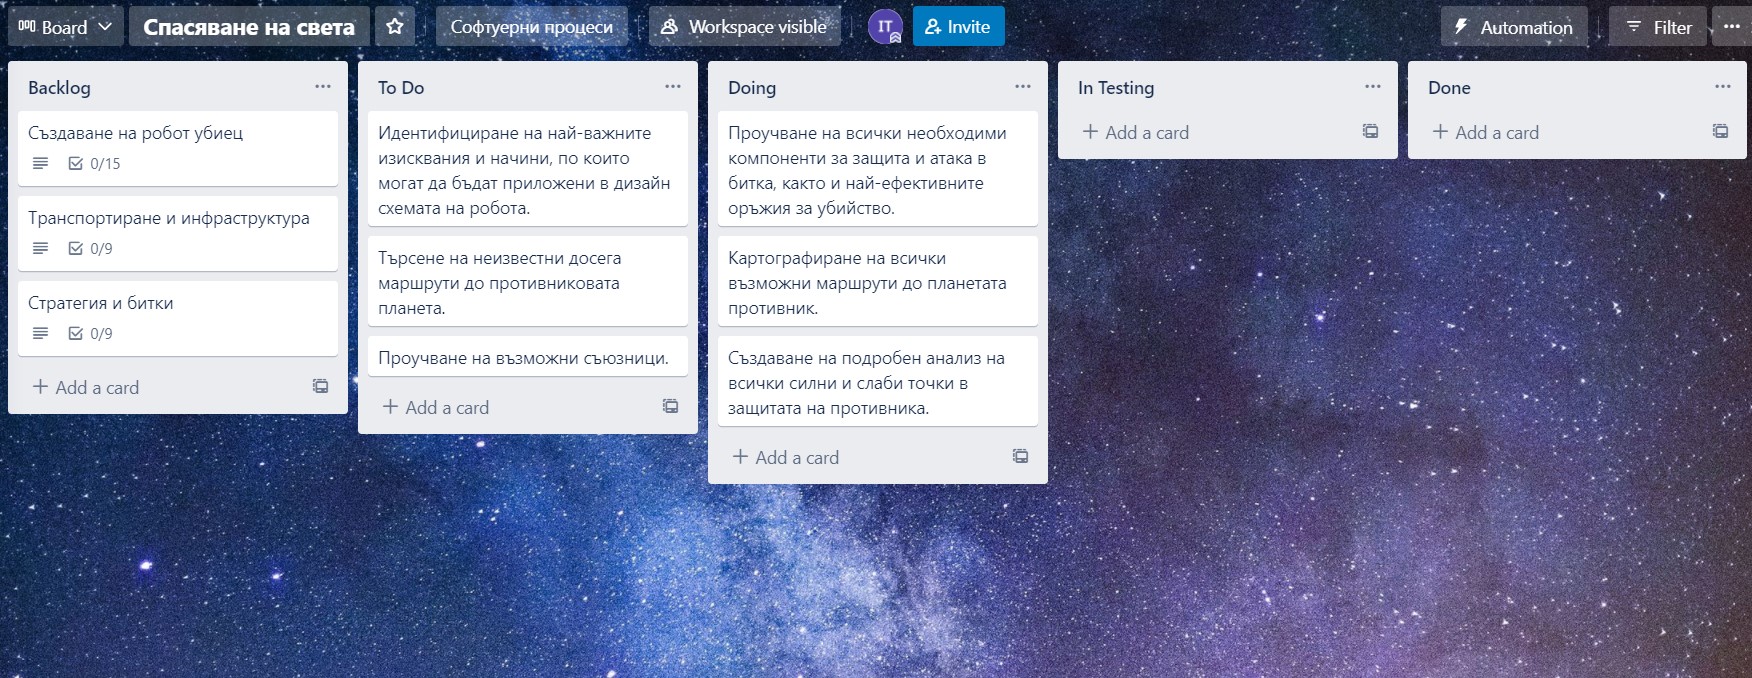 Board
Спасяване на света
Софтуерни процеси
Workspace visible
IT
Invite
Automation
Filter
Backlog
Създаване на робот убиец
0/15
Транспортиране и инфраструктура
0/9
Стратегия и битки
0/9
Add a card
To Do
Идентифициране на най-важните
изисквания и начини, по които
могат да бъдат приложени в дизайн
схемата на робота.
Търсене на неизвестни досега
маршрути до противниковата
планета.
Проучване на възможни съюзници.
Add a card
Doing
Проучване на всички необходими
компоненти за защита и атака в
битка, както и най-ефективните
оръжия за убийство.
Картографиране на всички
възможни маршрути до планетата
противник.
Създаване на подробен анализ на
всички силни и слаби точки в
защитата на противника.
Add a card
In Testing
Add a card
Done
Add a card